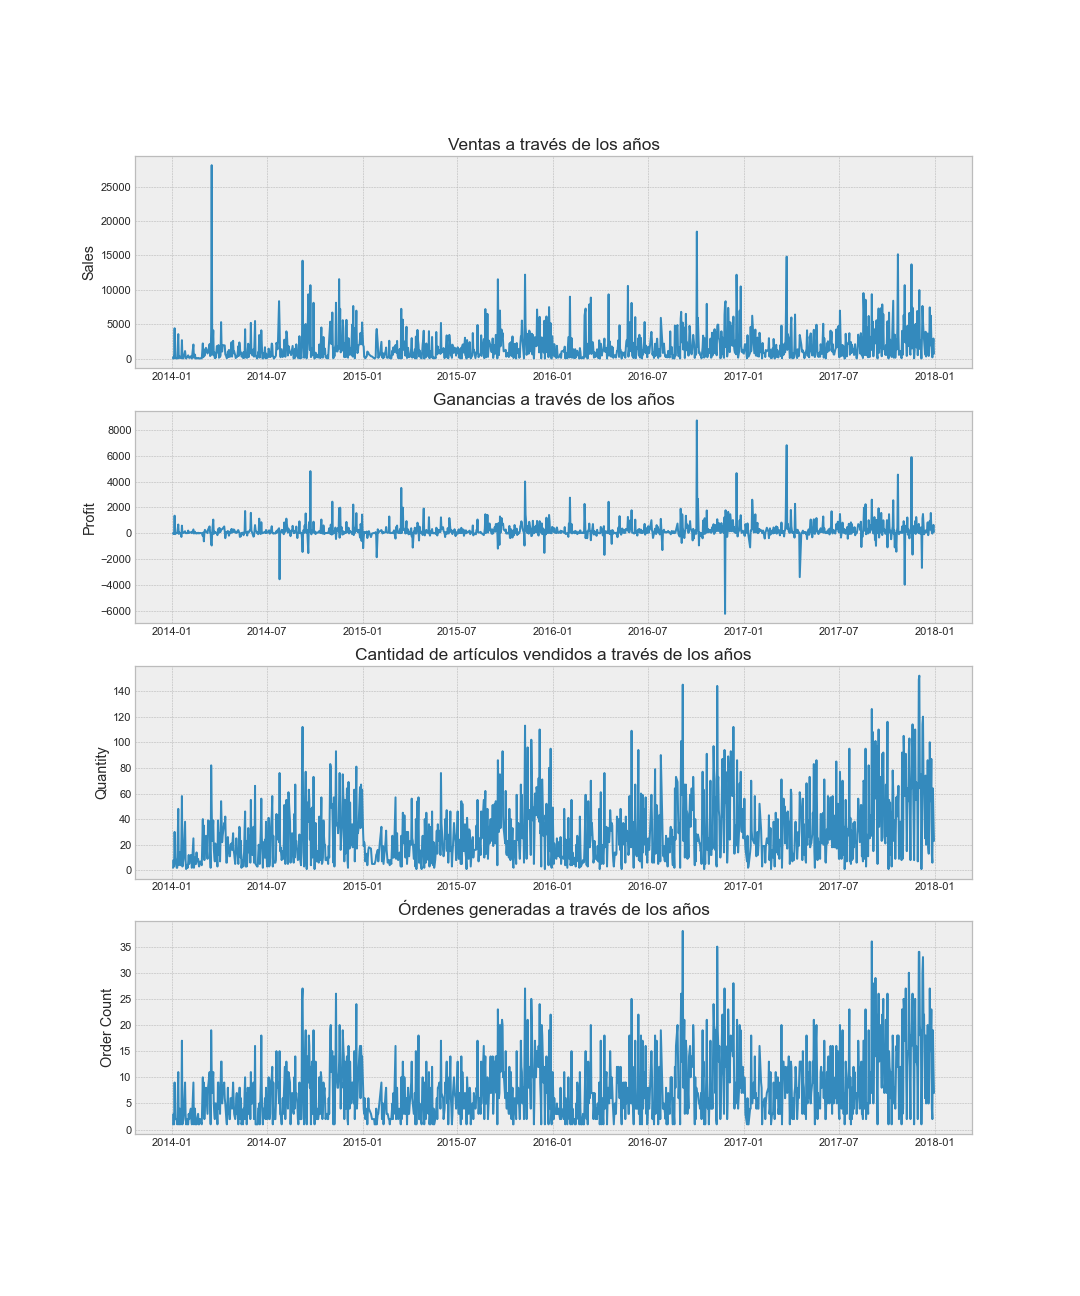 Ventas a través de los años
Sales
25000
20000
15000
10000
5000
0
2014-01 2014-07 2015-01 2015-07 2016-01 2016-07 2017-01 2017-07 2018-01
Ganancias a través de los años
Profit
8000
6000
4000
2000
0
−2000
−4000
−6000
2014-01 2014-07 2015-01 2015-07 2016-01 2016-07 2017-01 2017-07 2018-01
Cantidad de artículos vendidos a través de los años
Quantity
140
120
100
80
60
40
20
0
2014-01 2014-07 2015-01 2015-07 2016-01 2016-07 2017-01 2017-07 2018-01
Órdenes generadas a través de los años
Order Count
35
30
25
20
15
10
5
0
2014-01 2014-07 2015-01 2015-07 2016-01 2016-07 2017-01 2017-07 2018-01